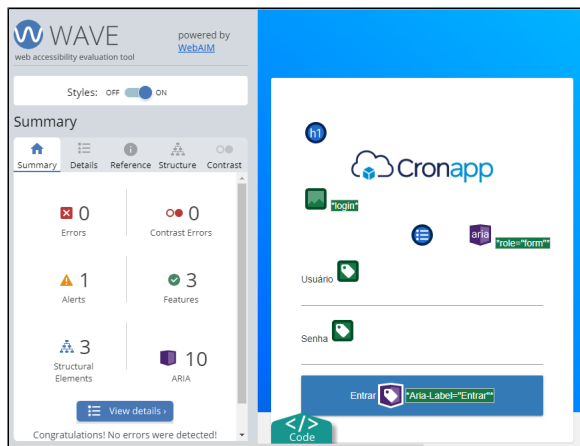 WAVE
web accessibility evaluation tool
powered by
WebAIM
Styles: OFF ON
Summary
Summary Details Reference Structure Contrast
0
Errors
0
Contrast Errors
1
Alerts
3
Features
3
Structural
Elements
10
ARIA
View details ›
Congratulations! No errors were detected!
h1
Cronapp
*login*
aria
*role="form"*
Usuário
Senha
Entrar *Aria-Label="Entrar"*
</>
Code